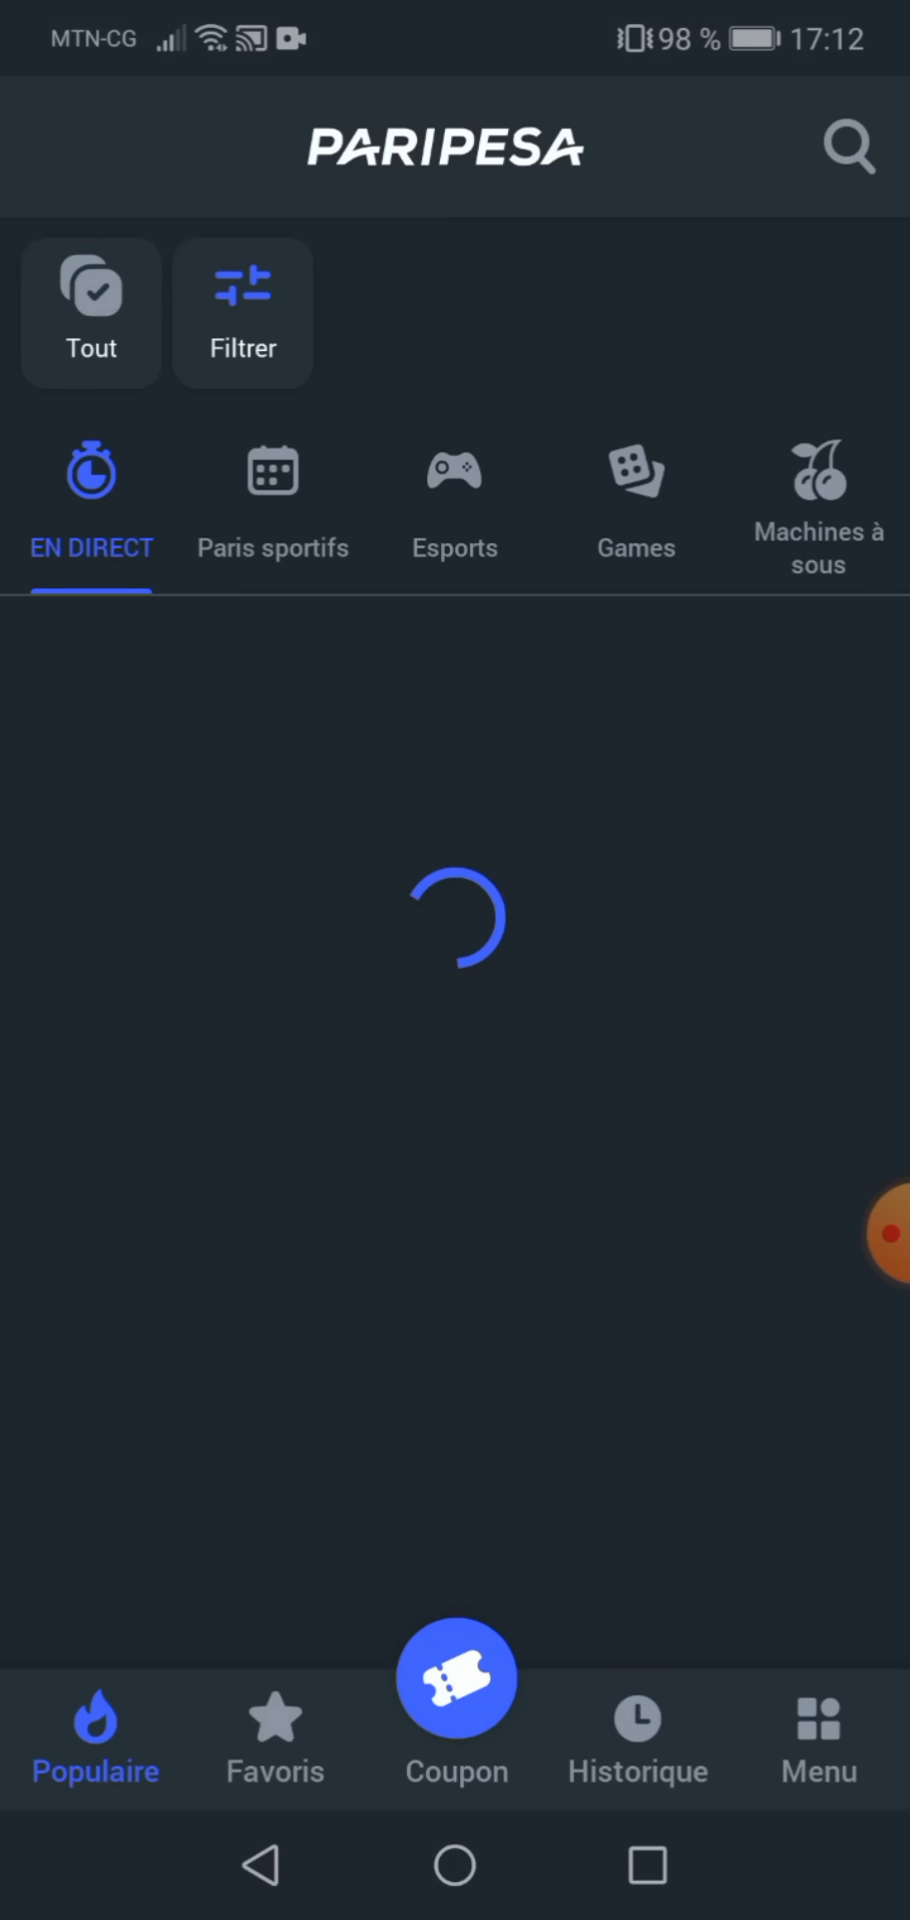 MTN-CG 98 % 17:12
PARIPESA
Tout Filtrer
EN DIRECT Paris sportifs Esports Games Machines à
sous
Populaire Favoris Coupon Historique Menu